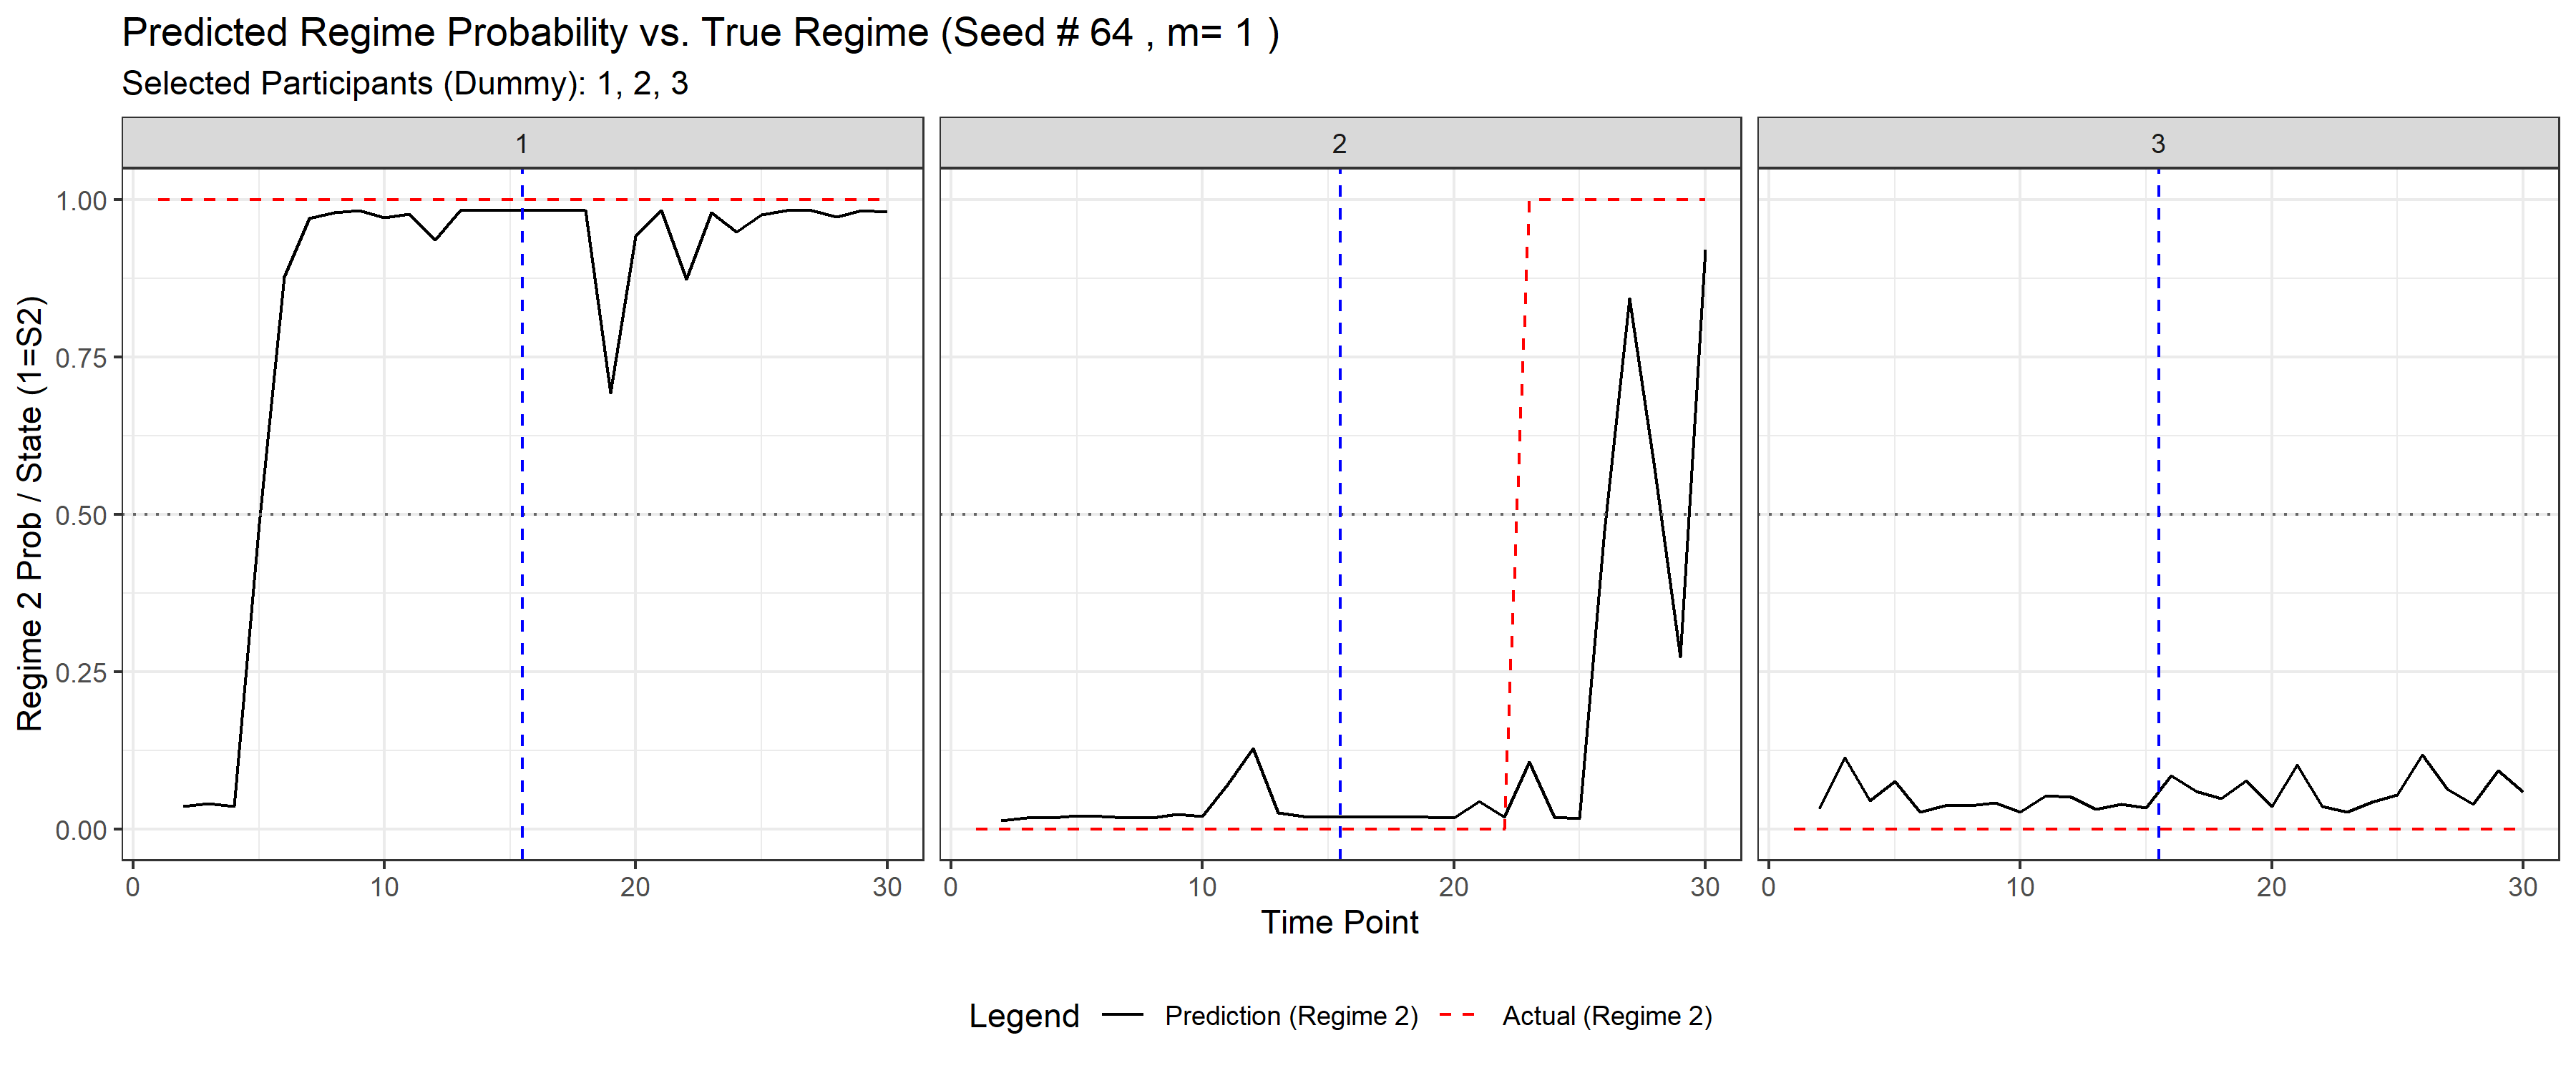 Predicted Regime Probability vs. True Regime (Seed # 64 , m= 1 )
Selected Participants (Dummy): 1, 2, 3
1 2 3
Regime 2 Prob / State (1=S2)
1.00
0.75
0.50
0.25
0.00
0 10 20 30 0 10 20 30 0 10 20 30
Time Point
Legend Prediction (Regime 2) Actual (Regime 2)